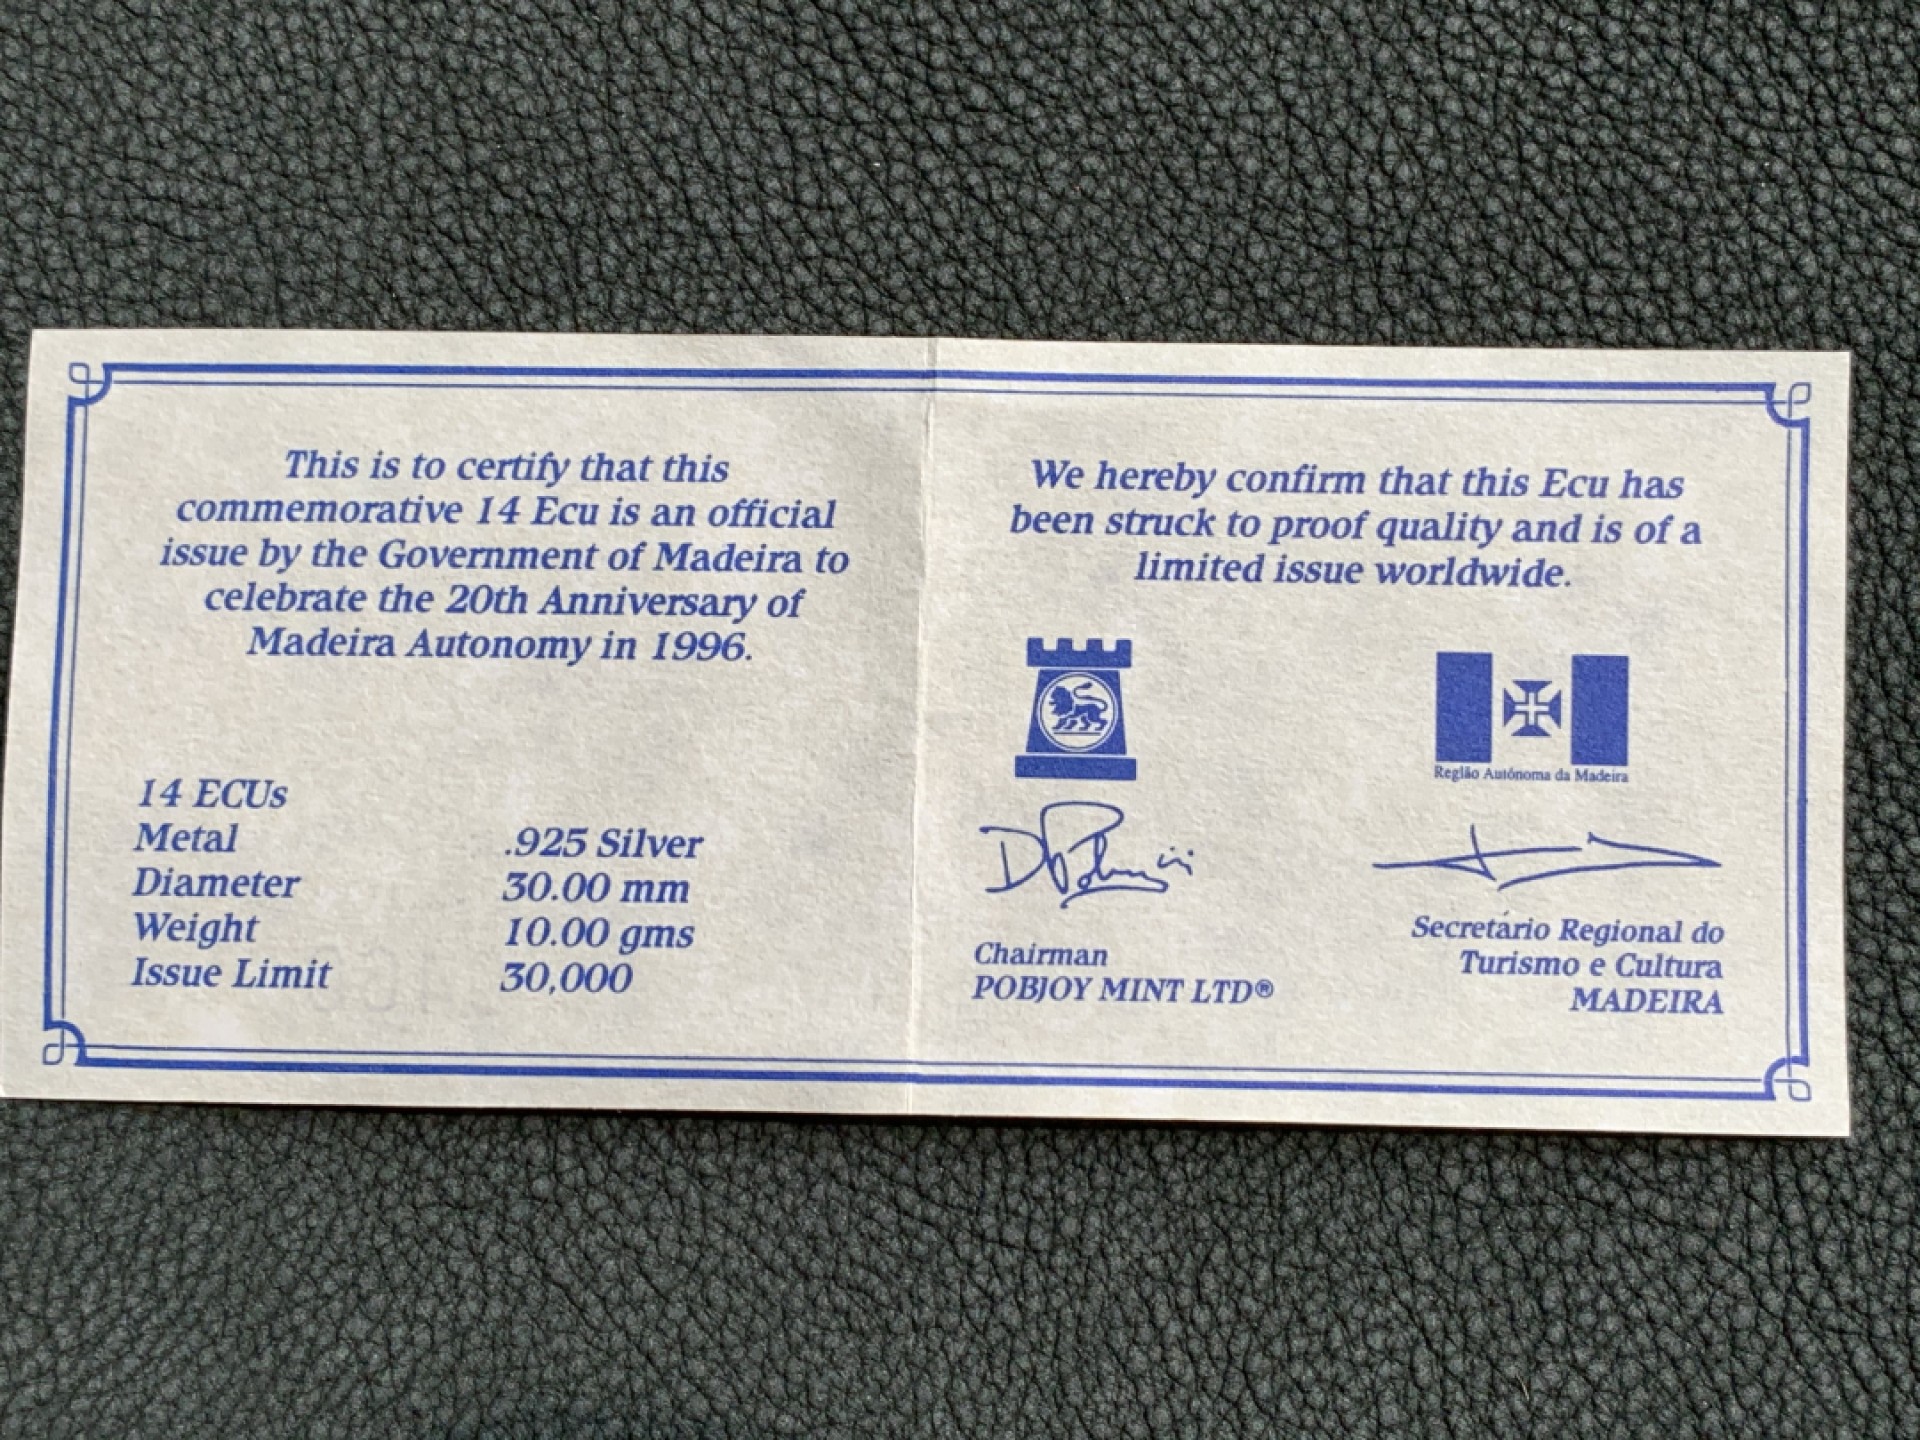 This is to certify that this
commemorative 14 Ecu is an official
issue by the Government of Madeira to
celebrate the 20th Anniversary of
Madeira Autonomy in 1996.
14 ECUs
Metal .925 Silver
Diameter 30.00 mm
Weight 10.00 gms
Issue Limit 30,000
We hereby confirm that this Ecu has
been struck to proof quality and is of a
limited issue worldwide.
Região Autónoma da Madeira
Chairman
POBJOY MINT LTD®
Secretário Regional do
Turismo e Cultura
MADEIRA